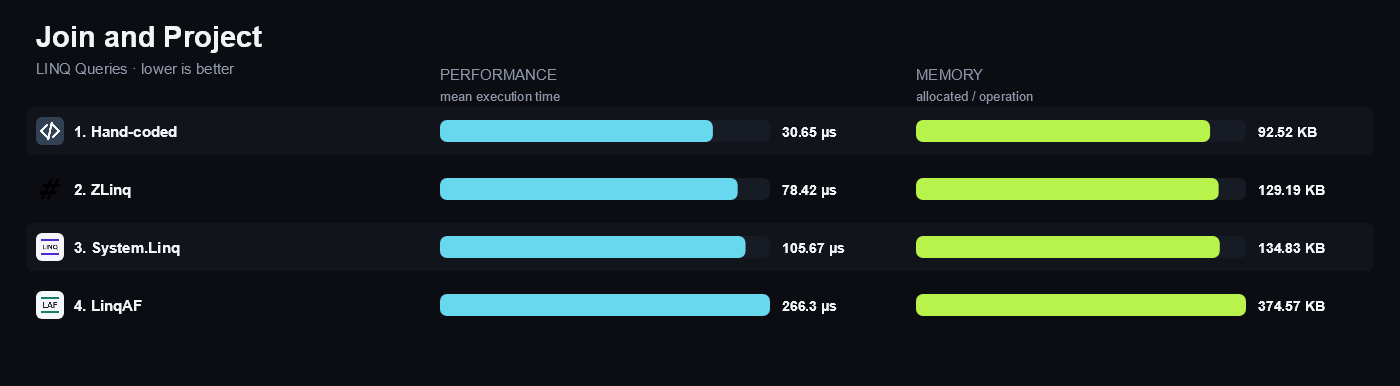 Join and Project
LINQ Queries · lower is better
PERFORMANCE
mean execution time
MEMORY
allocated / operation
1. Hand-coded
30.65 µs
92.52 KB
#
2. ZLinq
78.42 µs
129.19 KB
LINQ
3. System.Linq
105.67 µs
134.83 KB
LAF
4. LinqAF
266.3 µs
374.57 KB